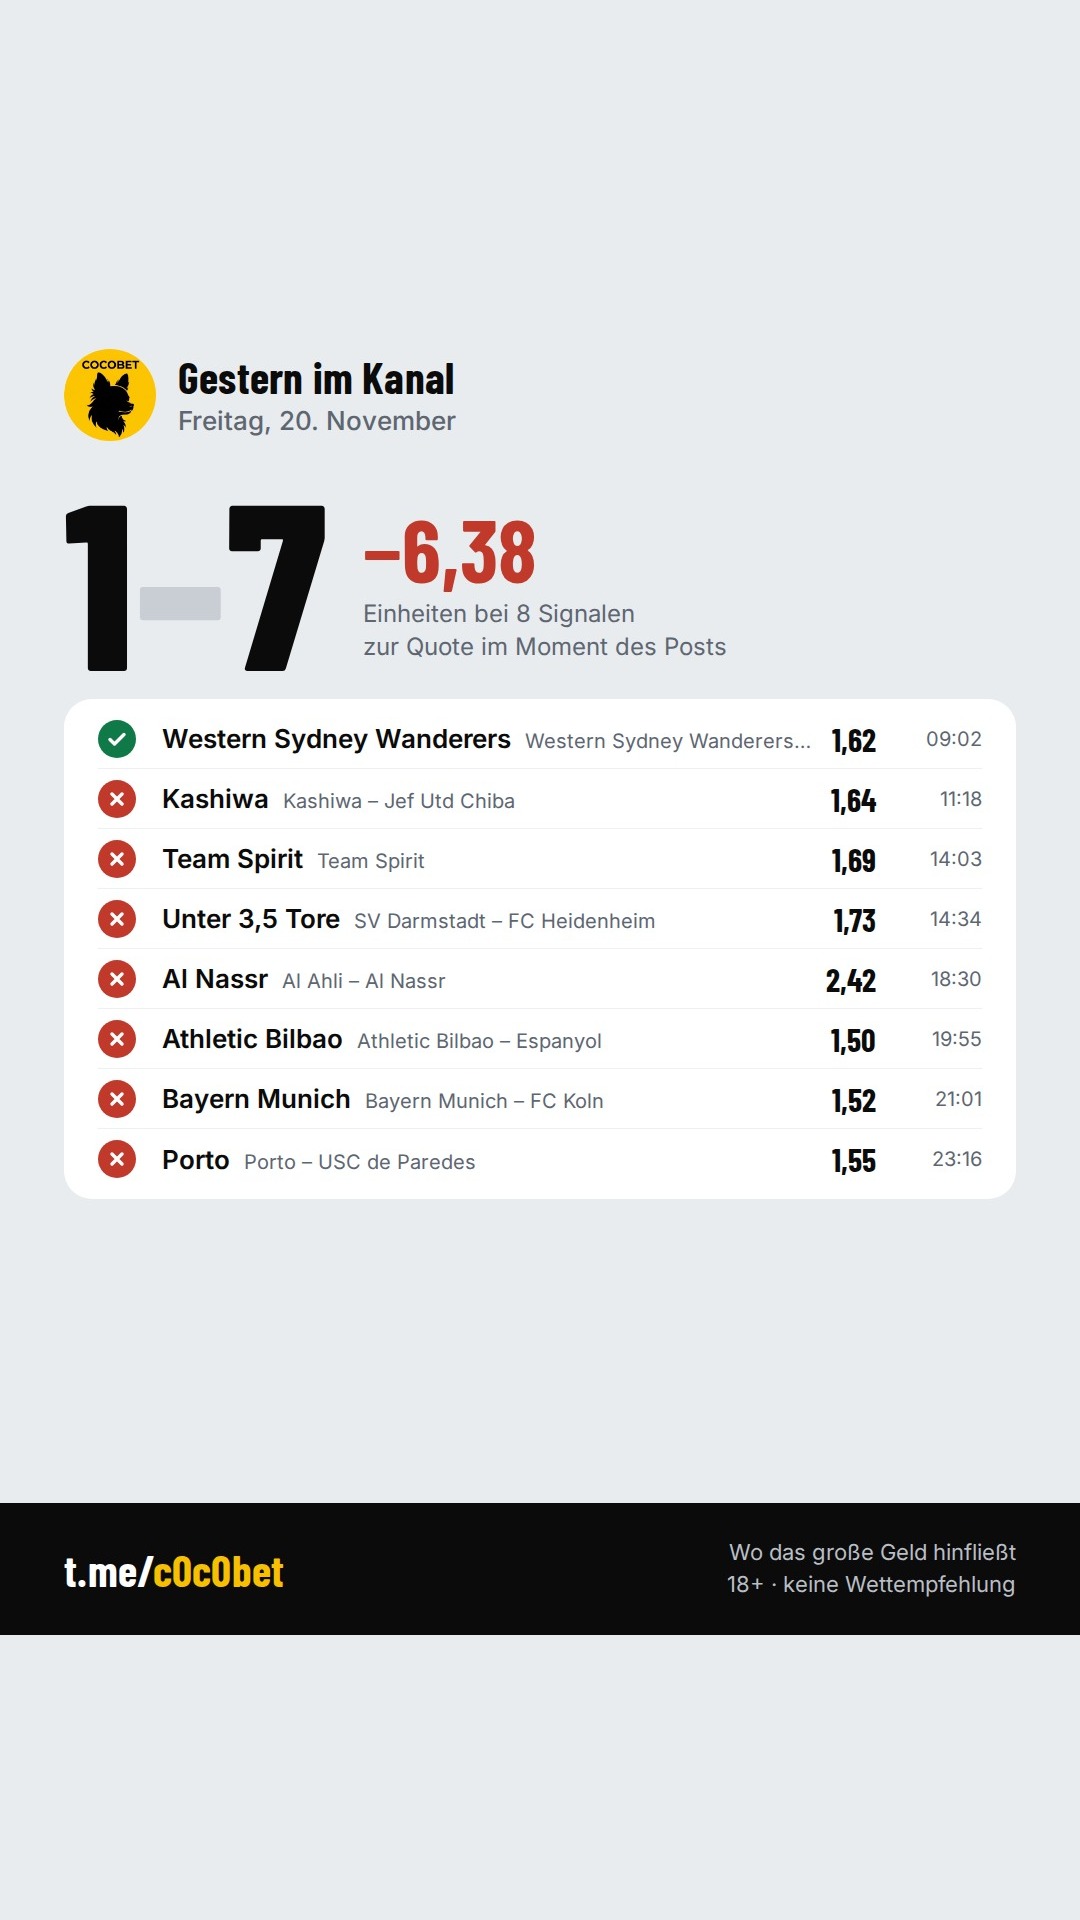 COCOBET
Gestern im Kanal
Freitag, 20. November
1–7
–6,38
Einheiten bei 8 Signalen
zur Quote im Moment des Posts
Western Sydney Wanderers Western Sydney Wanderers... 1,62 09:02
Kashiwa Kashiwa – Jef Utd Chiba 1,64 11:18
Team Spirit Team Spirit 1,69 14:03
Unter 3,5 Tore SV Darmstadt – FC Heidenheim 1,73 14:34
Al Nassr Al Ahli – Al Nassr 2,42 18:30
Athletic Bilbao Athletic Bilbao – Espanyol 1,50 19:55
Bayern Munich Bayern Munich – FC Koln 1,52 21:01
Porto Porto – USC de Paredes 1,55 23:16
t.me/c0c0bet
Wo das große Geld hinfließt
18+ · keine Wettempfehlung